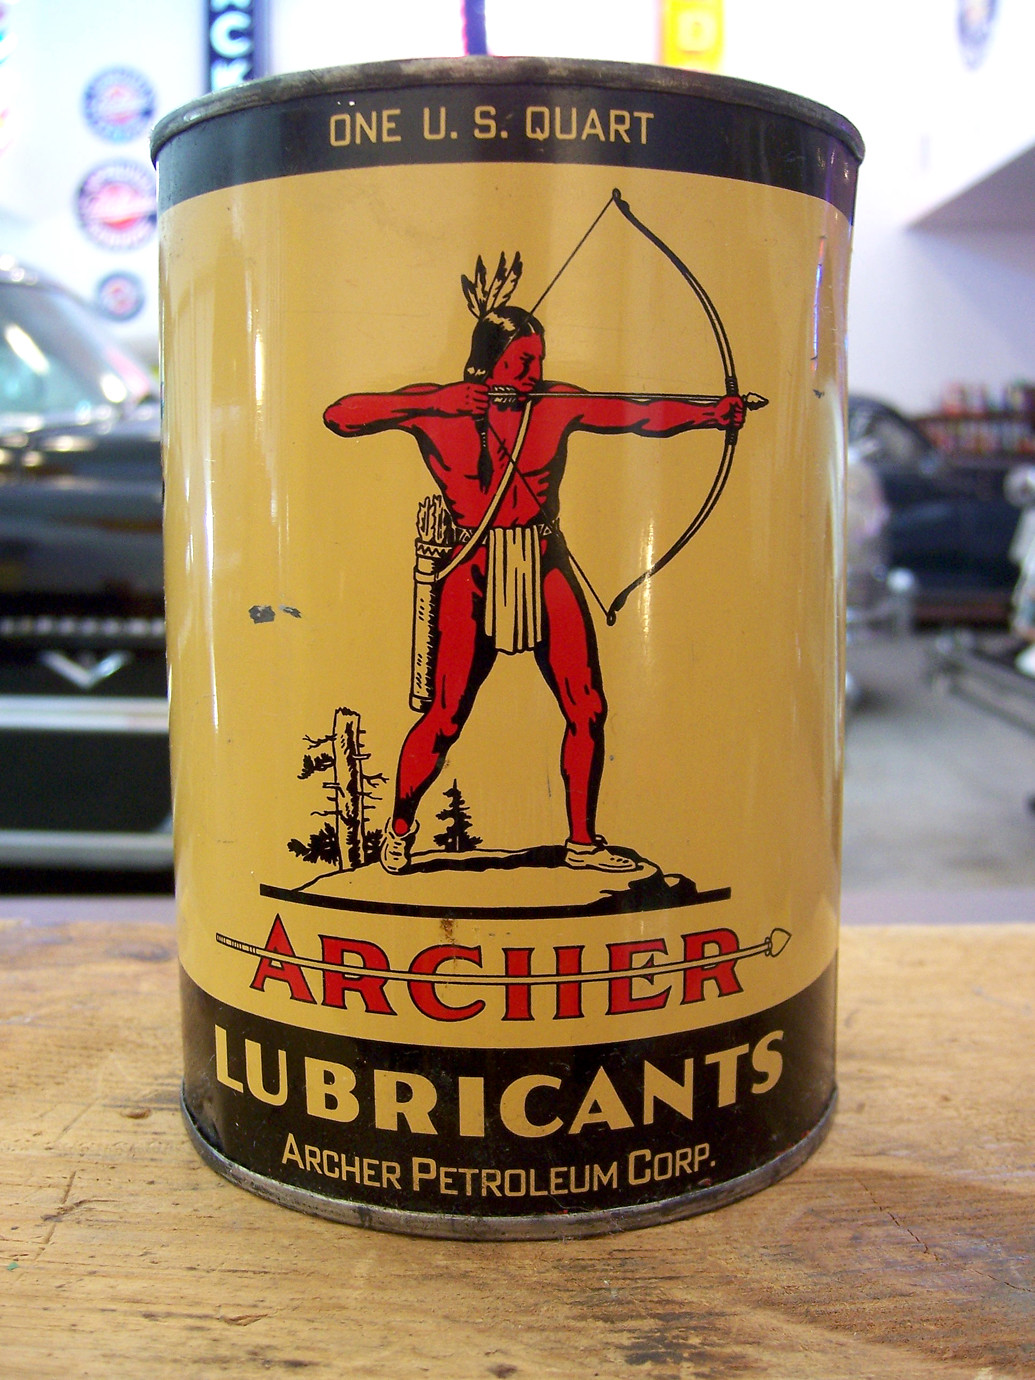 ONE U. S. QUART
ARCHER
LUBRICANTS
ARCHER PETROLEUM CORP.